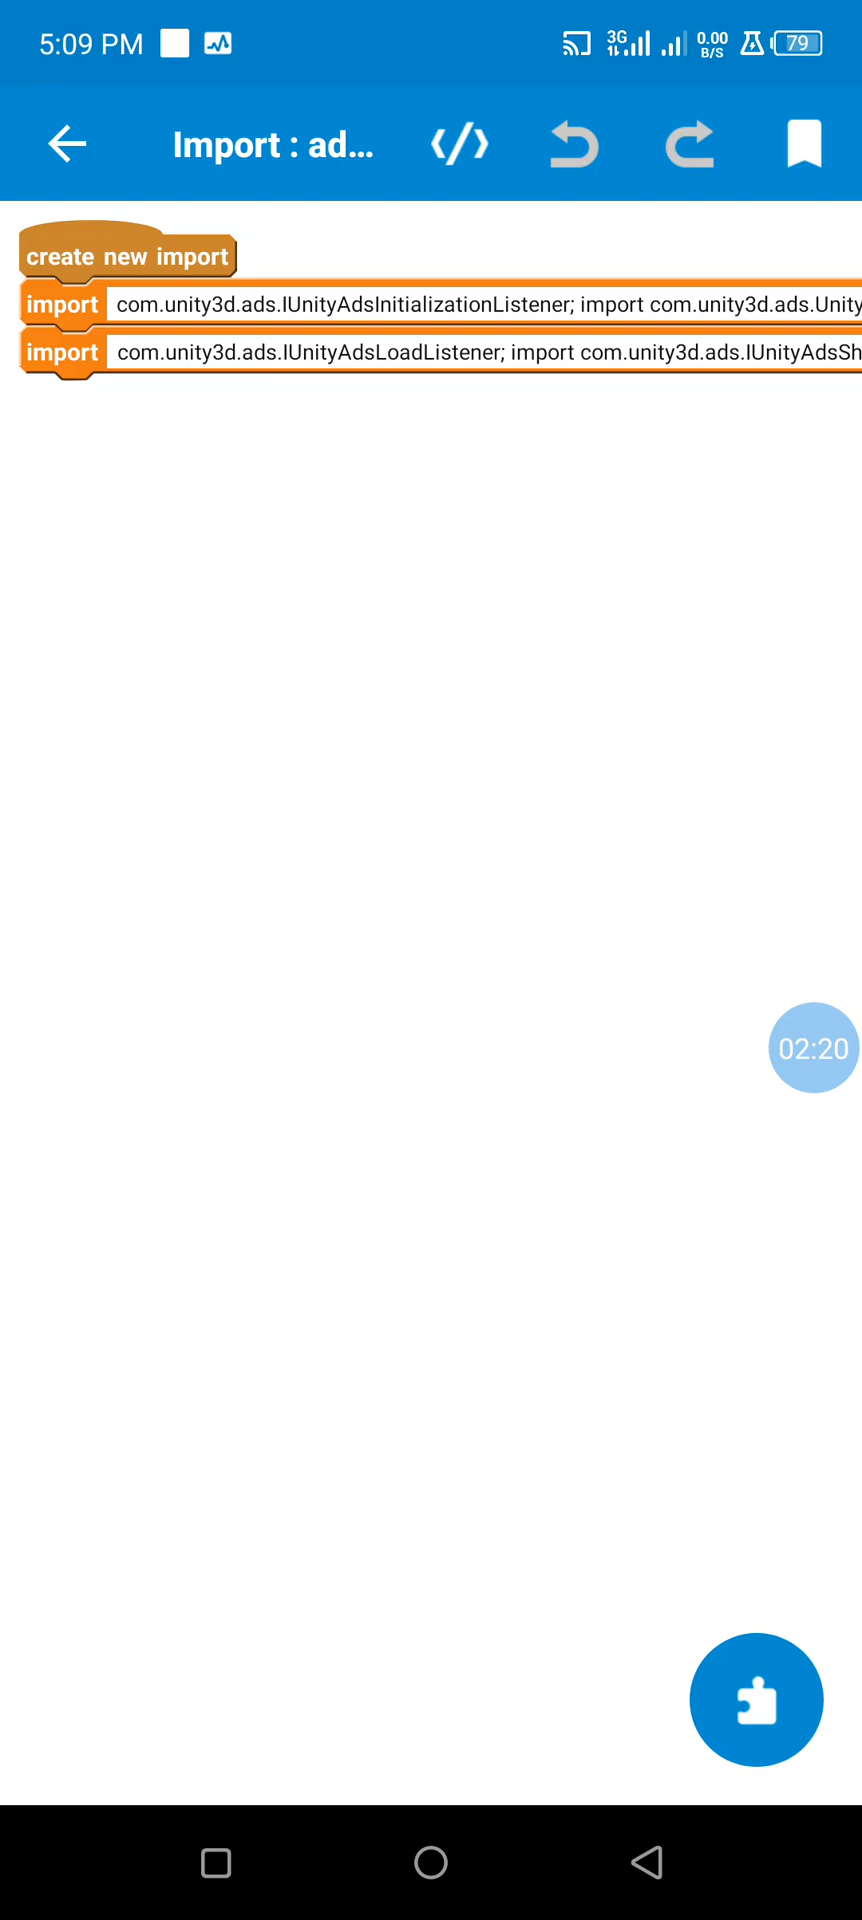 5:09 PM 3G 0.00 B/S 79
Import : ad...
create new import
import com.unity3d.ads.IUnityAdsInitializationListener; import com.unity3d.ads.Unity
import com.unity3d.ads.IUnityAdsLoadListener; import com.unity3d.ads.IUnityAdsSh
02:20